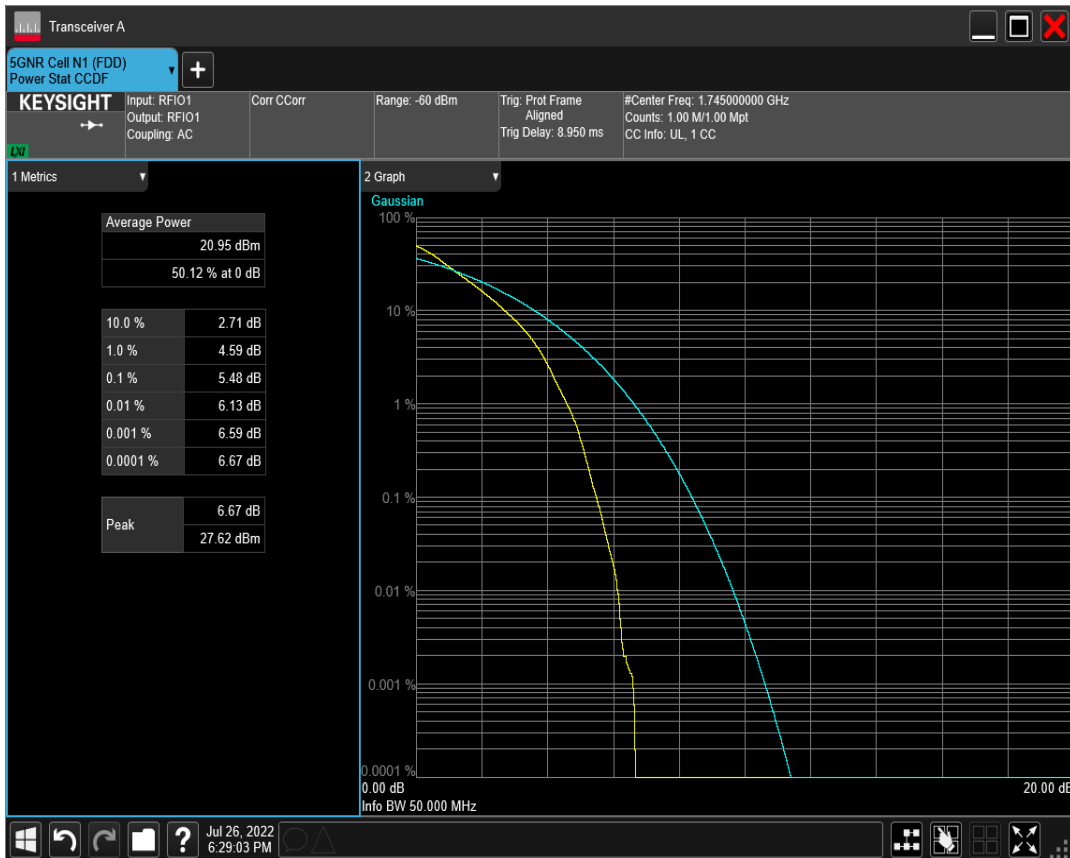 Transceiver A
5GNR Cell N1 (FDD)
Power Stat CCDF
+
KEYSIGHT
LXI
Input: RFIO1
Output: RFIO1
Coupling: AC
Corr CCorr
Range: -60 dBm
Trig: Prot Frame
Aligned
Trig Delay: 8.950 ms
#Center Freq: 1.745000000 GHz
Counts: 1.00 M/1.00 Mpt
CC Info: UL, 1 CC
1 Metrics
Average Power
20.95 dBm
50.12 % at 0 dB
10.0 % 2.71 dB
1.0 % 4.59 dB
0.1 % 5.48 dB
0.01 % 6.13 dB
0.001 % 6.59 dB
0.0001 % 6.67 dB
Peak
6.67 dB
27.62 dBm
2 Graph
Gaussian
100 %
10 %
1 %
0.1 %
0.01 %
0.001 %
0.0001 %
0.00 dB
20.00 dB
Info BW 50.000 MHz
?
Jul 26, 2022
6:29:03 PM